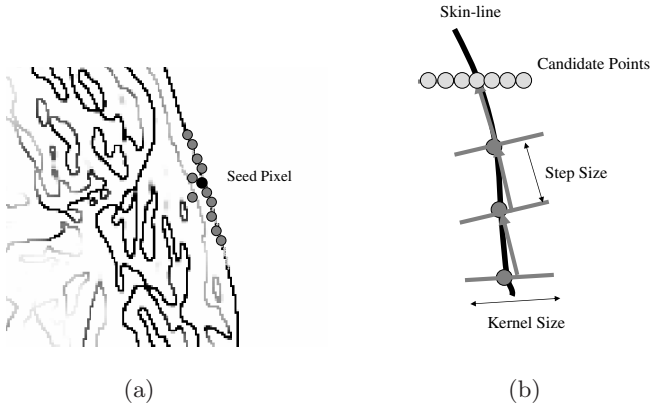 Skin-line
Candidate Points
Seed Pixel
Step Size
Kernel Size
(a)
(b)